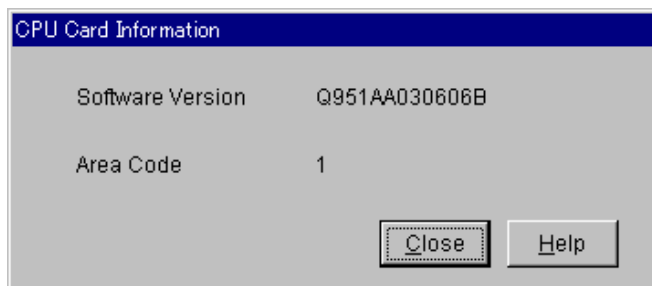 CPU Card Information
Software Version Q951AA030606B
Area Code 1
Close Help